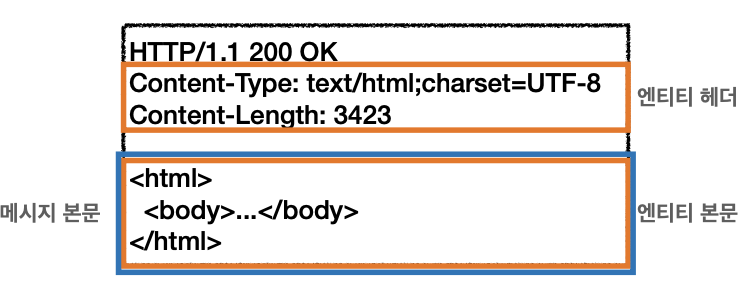 HTTP/1.1 200 OK
Content-Type: text/html;charset=UTF-8
Content-Length: 3423
엔티티 헤더
<html>
<body>...</body>
</html>
메시지 본문
엔티티 본문